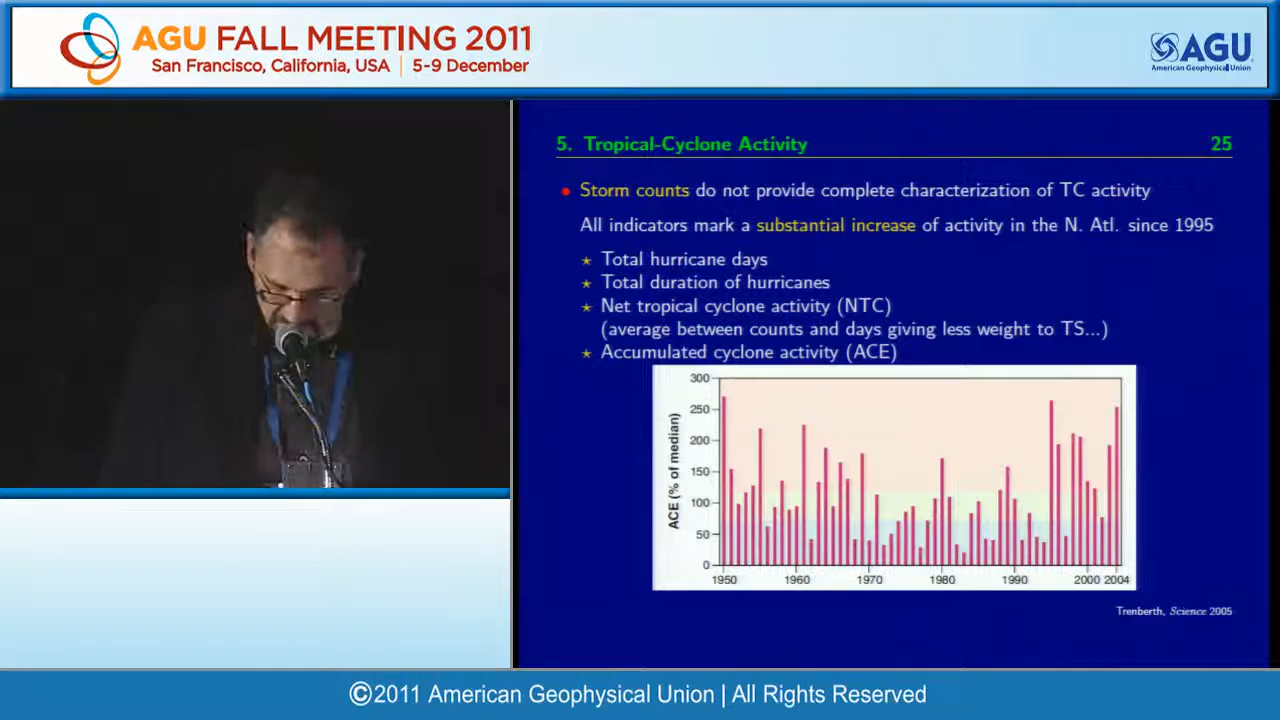 AGU FALL MEETING 2011
San Francisco, California, USA | 5-9 December
AGU
American Geophysical Union
5. Tropical-Cyclone Activity 25
• Storm counts do not provide complete characterization of TC activity
All indicators mark a substantial increase of activity in the N. Atl. since 1995
⋆ Total hurricane days
⋆ Total duration of hurricanes
⋆ Net tropical cyclone activity (NTC)
(average between counts and days giving less weight to TS...)
⋆ Accumulated cyclone activity (ACE)
ACE (% of median)
300
250
200
150
100
50
0
1950 1960 1970 1980 1990 2000 2004
Trenberth, Science 2005
©2011 American Geophysical Union | All Rights Reserved